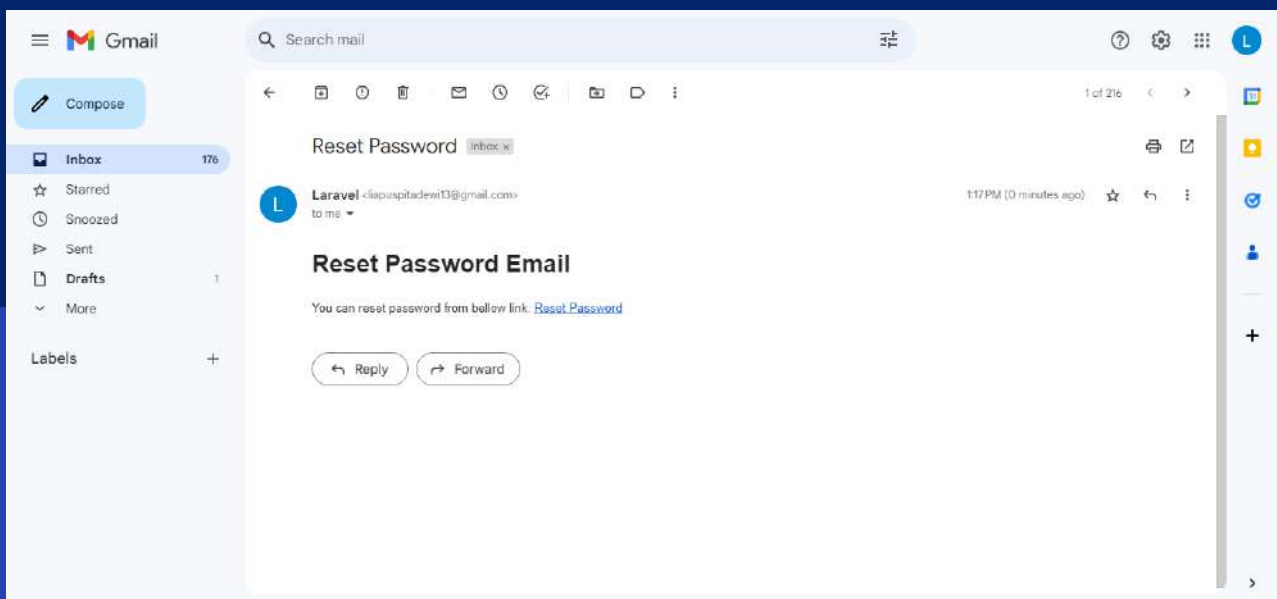 Gmail
Search mail
L
Compose
1 of 216
31
Inbox 176
Starred
Snoozed
Sent
Drafts 1
More
Labels
Reset Password Inbox x
L
Laravel <liapuspitadewi13@gmail.com> 1:17 PM (0 minutes ago)
to me
Reset Password Email
You can reset password from bellow link. Reset Password
Reply Forward